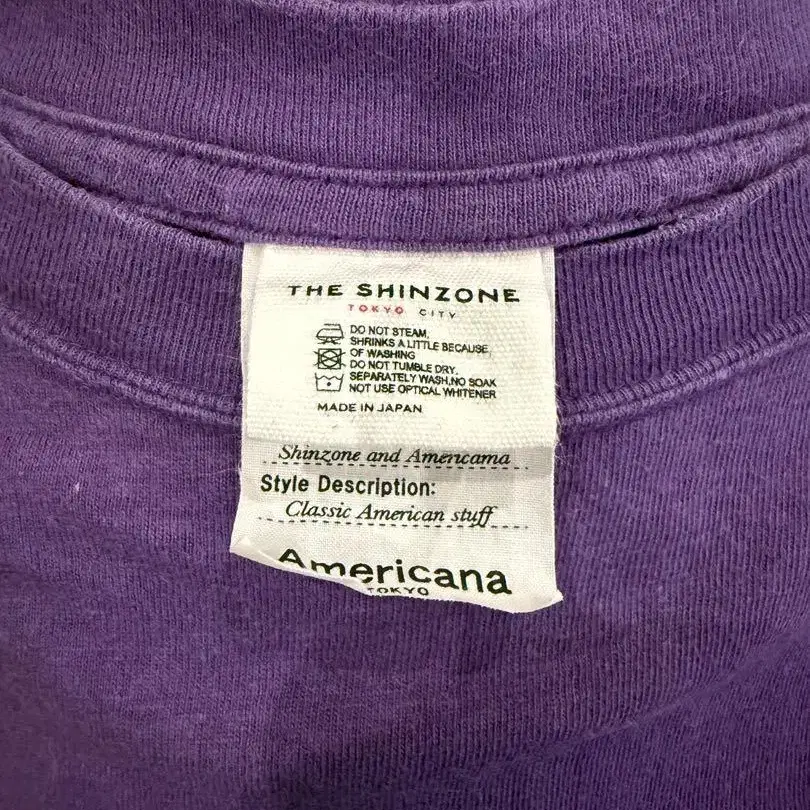 THE SHINZONE
TOKYO CITY
DO NOT STEAM,
SHRINKS A LITTLE BECAUSE
OF WASHING
DO NOT TUMBLE DRY.
SEPARATELY WASH,NO SOAK
NOT USE OPTICAL WHITENER
MADE IN JAPAN
Shinzone and Americama
Style Description:
Classic American stuff
Americana
TOKYO